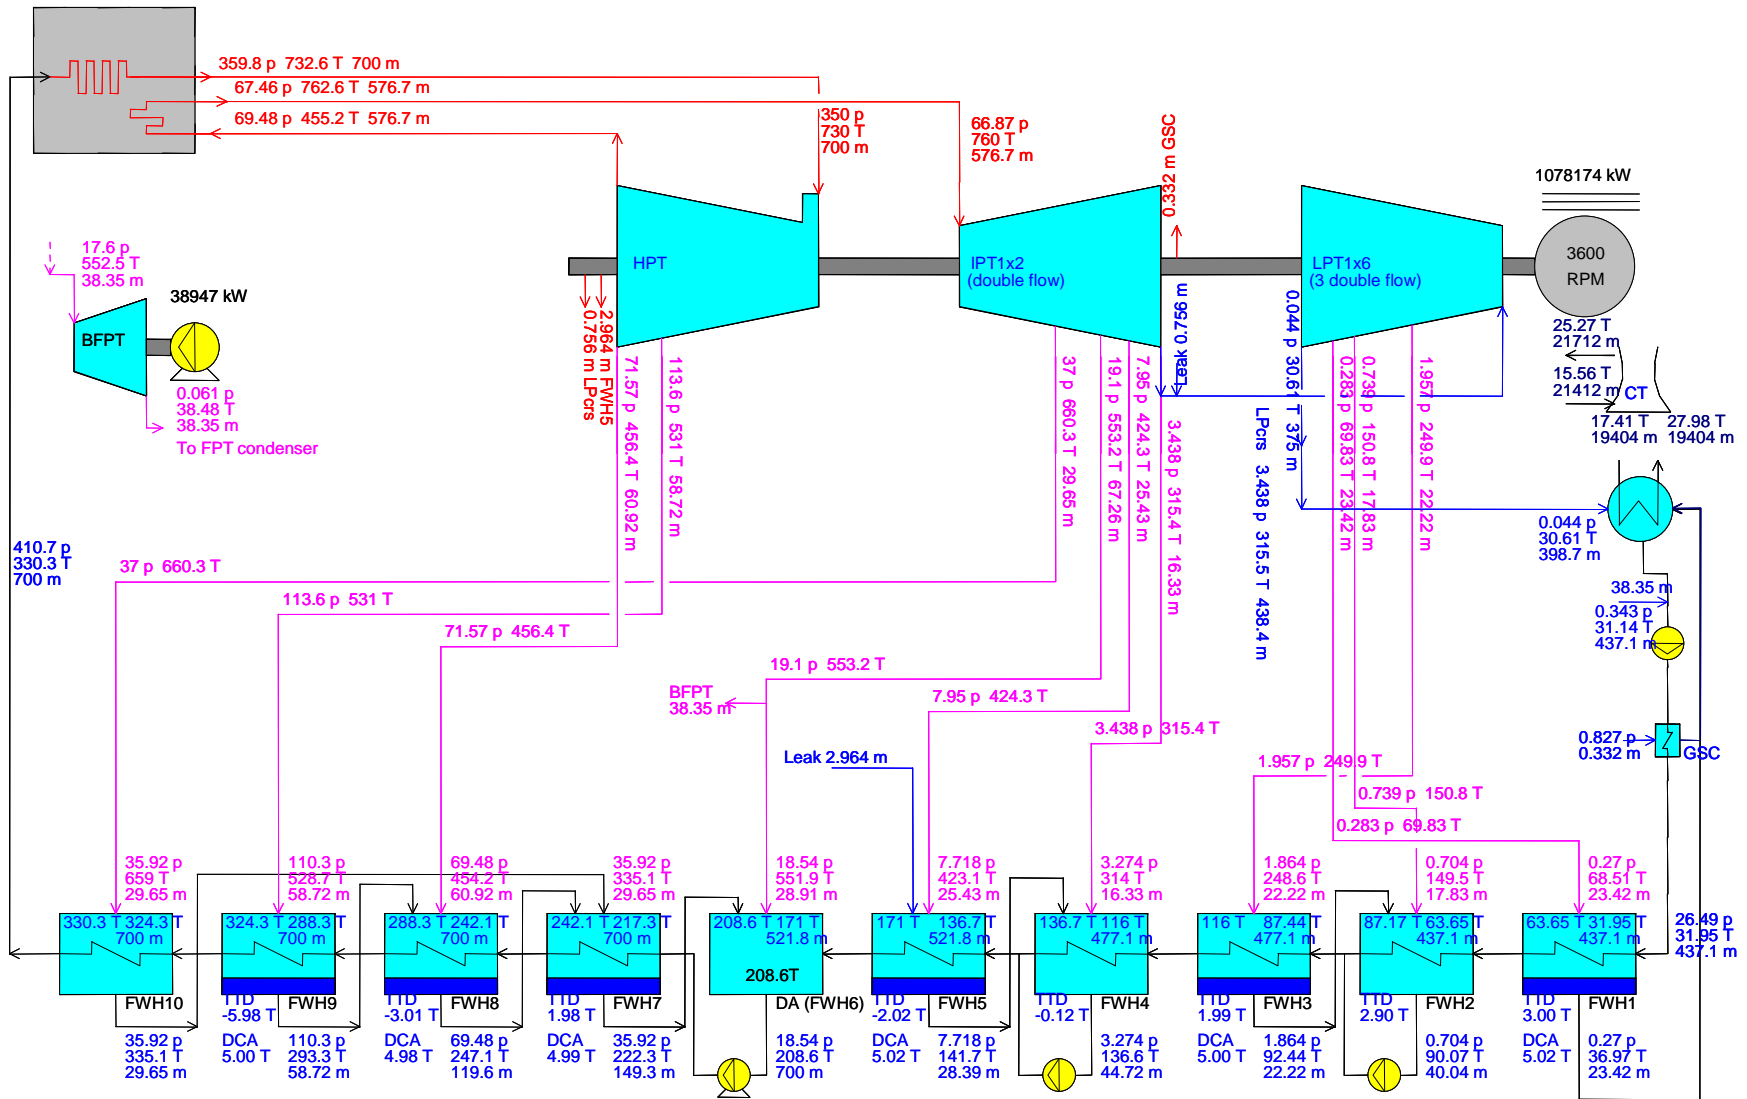 359.8 p 732.6 T 700 m
67.46 p 762.6 T 576.7 m
69.48 p 455.2 T 576.7 m
350 p
730 T
700 m
66.87 p
760 T
576.7 m
0.332 m GSC
1078174 kW
3600
RPM
HPT
IPT1x2
(double flow)
LPT1x6
(3 double flow)
17.6 p
552.5 T
38.35 m
38947 kW
BFPT
0.061 p
38.48 T
38.35 m
To FPT condenser
0.756 m LPcrs
2.964 m FWH5
71.57 p 456.4 T 60.92 m
113.6 p 531 T 58.72 m
37 p 660.3 T 29.65 m
19.1 p 553.2 T 67.26 m
7.95 p 424.3 T 25.43 m
3.438 p 315.4 T 16.33 m
Leak 0.756 m
LPcrs 3.438 p 315.5 T 438.4 m
0.044 p 30.61 T 375 m
0.283 p 69.83 T 23.42 m
0.739 p 150.8 T 17.83 m
1.957 p 249.9 T 22.22 m
25.27 T
21712 m
15.56 T
21412 m
CT
17.41 T
19404 m
27.98 T
19404 m
0.044 p
30.61 T
398.7 m
38.35 m
0.343 p
31.14 T
437.1 m
0.827 p
0.332 m
GSC
26.49 p
31.95 T
437.1 m
410.7 p
330.3 T
700 m
37 p 660.3 T
113.6 p 531 T
71.57 p 456.4 T
19.1 p 553.2 T
BFPT
38.35 m
7.95 p 424.3 T
3.438 p 315.4 T
Leak 2.964 m
1.957 p 249.9 T
0.739 p 150.8 T
0.283 p 69.83 T
35.92 p
659 T
29.65 m
110.3 p
528.7 T
58.72 m
69.48 p
454.2 T
60.92 m
35.92 p
335.1 T
29.65 m
18.54 p
551.9 T
28.91 m
7.718 p
423.1 T
25.43 m
3.274 p
314 T
16.33 m
1.864 p
248.6 T
22.22 m
0.704 p
149.5 T
17.83 m
0.27 p
68.51 T
23.42 m
330.3 T 324.3 T
700 m
324.3 T 288.3 T
700 m
288.3 T 242.1 T
700 m
242.1 T 217.3 T
700 m
208.6 T 171 T
521.8 m
208.6T
171 T 136.7 T
521.8 m
136.7 T 116 T
477.1 m
116 T 87.44 T
477.1 m
87.17 T 63.65 T
437.1 m
63.65 T 31.95 T
437.1 m
FWH10
FWH9
FWH8
FWH7
DA (FWH6)
FWH5
FWH4
FWH3
FWH2
FWH1
TTD
-5.98 T
TTD
-3.01 T
TTD
1.98 T
TTD
-2.02 T
TTD
-0.12 T
TTD
1.99 T
TTD
2.90 T
TTD
3.00 T
35.92 p
335.1 T
29.65 m
DCA
5.00 T
110.3 p
293.3 T
58.72 m
DCA
4.98 T
69.48 p
247.1 T
119.6 m
DCA
4.99 T
35.92 p
222.3 T
149.3 m
18.54 p
208.6 T
700 m
DCA
5.02 T
7.718 p
141.7 T
28.39 m
3.274 p
136.6 T
44.72 m
DCA
5.00 T
1.864 p
92.44 T
22.22 m
0.704 p
90.07 T
40.04 m
DCA
5.02 T
0.27 p
36.97 T
23.42 m